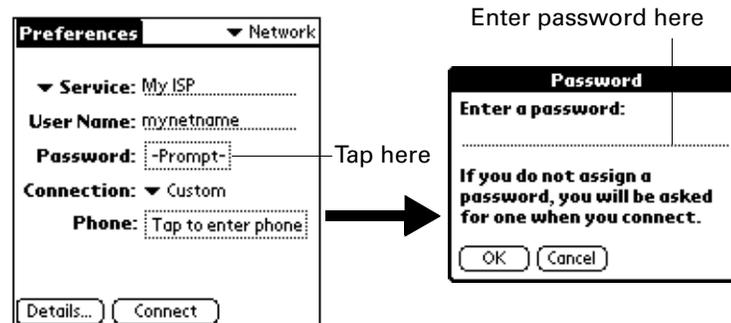 Enter password here
Preferences ▼ Network
▼ Service: My ISP
User Name: mynetname
Password: -Prompt-
Tap here
Connection: ▼ Custom
Phone: Tap to enter phone
Details... Connect
Password
Enter a password:
If you do not assign a
password, you will be asked
for one when you connect.
OK Cancel